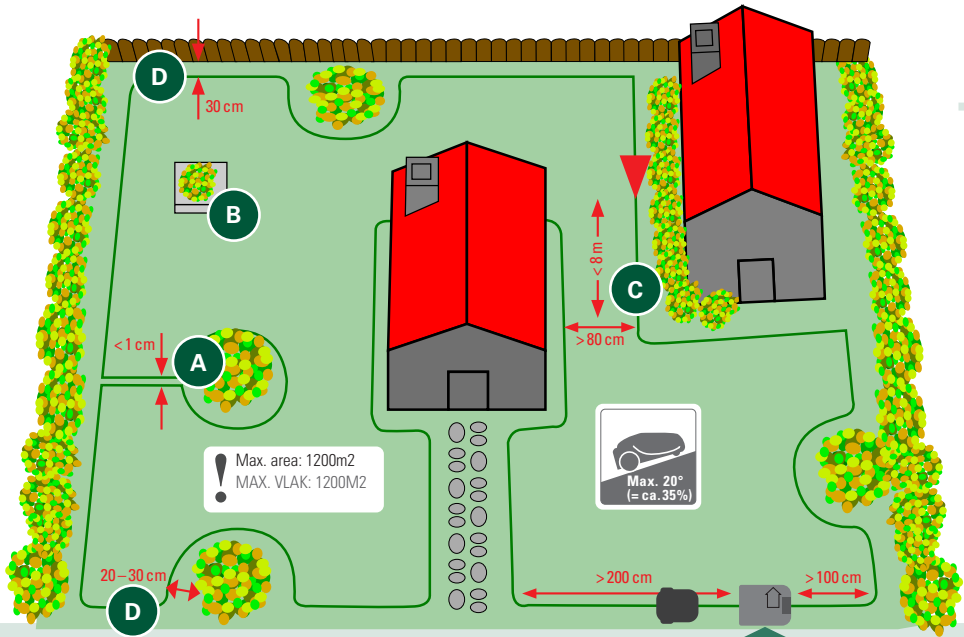 D
30 cm
B
<8 m
C
>80 cm
<1 cm
A
! Max. area: 1200m2
MAX. VLAK: 1200M2
Max. 20°
(= ca. 35%)
20–30 cm
D
>200 cm
>100 cm